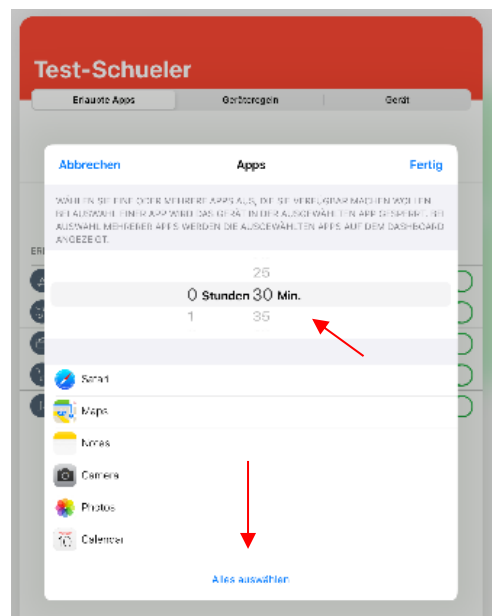 Test-Schueler
Erlaubte Apps Geräteregeln Gerät
Abbrechen Apps Fertig
WÄHLEN SIE EINE ODER MEHRERE APPS AUS, DIE SIE VERFÜGBAR MACHEN WOLLEN.
BEI AUSWAHL EINER APP WIRD DAS GERÄT IN DER AUSGEWÄHLTEN APP GESPERRT. BEI
AUSWAHL MEHRERER APPS WERDEN DIE AUSGEWÄHLTEN APPS AUF DEM DASHBOARD
ANGEZEIGT.
25
0 Stunden 30 Min.
1 35
Safari
Maps
Notes
Camera
Photos
Calendar
Alles auswählen